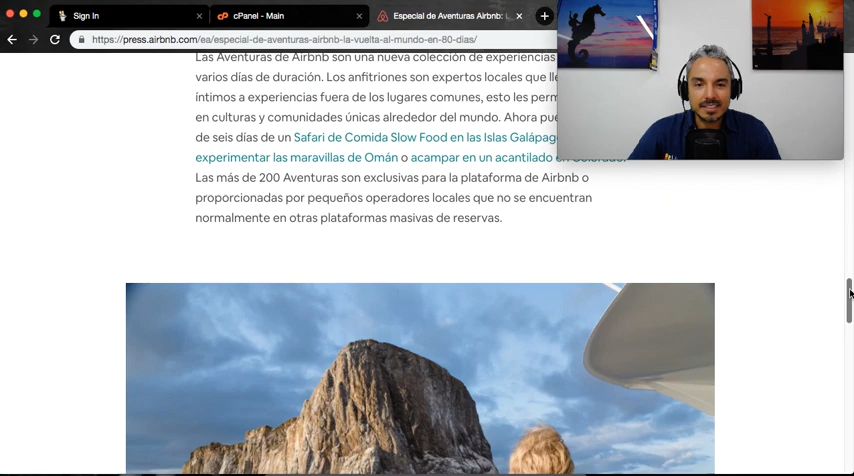 Sign In
cPanel - Main
Especial de Aventuras Airbnb:
https://press.airbnb.com/ea/especial-de-aventuras-airbnb-la-vuelta-al-mundo-en-80-dias/
Las Aventuras de Airbnb son una nueva colección de experiencias
varios días de duración. Los anfitriones son expertos locales que
íntimos a experiencias fuera de los lugares comunes, esto les
en culturas y comunidades únicas alrededor del mundo. Ahora
de seis días de un Safari de Comida Slow Food en las Islas
experimentar las maravillas de Omán o acampar en un acantilado
Las más de 200 Aventuras son exclusivas para la plataforma de Airbnb o
proporcionadas por pequeños operadores locales que no se encuentran
normalmente en otras plataformas masivas de reservas.